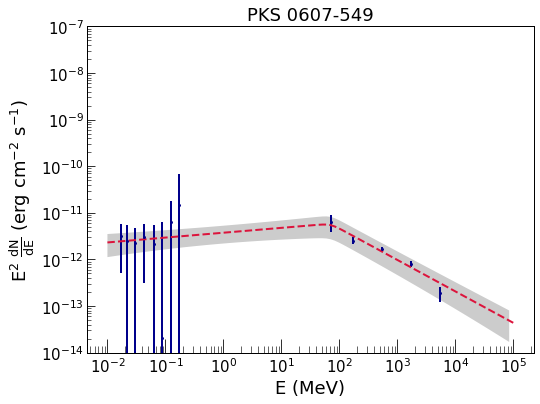 PKS 0607-549
E² dN/dE (erg cm⁻² s⁻¹)
10⁻⁷
10⁻⁸
10⁻⁹
10⁻¹⁰
10⁻¹¹
10⁻¹²
10⁻¹³
10⁻¹⁴
10⁻² 10⁻¹ 10⁰ 10¹ 10² 10³ 10⁴ 10⁵
E (MeV)